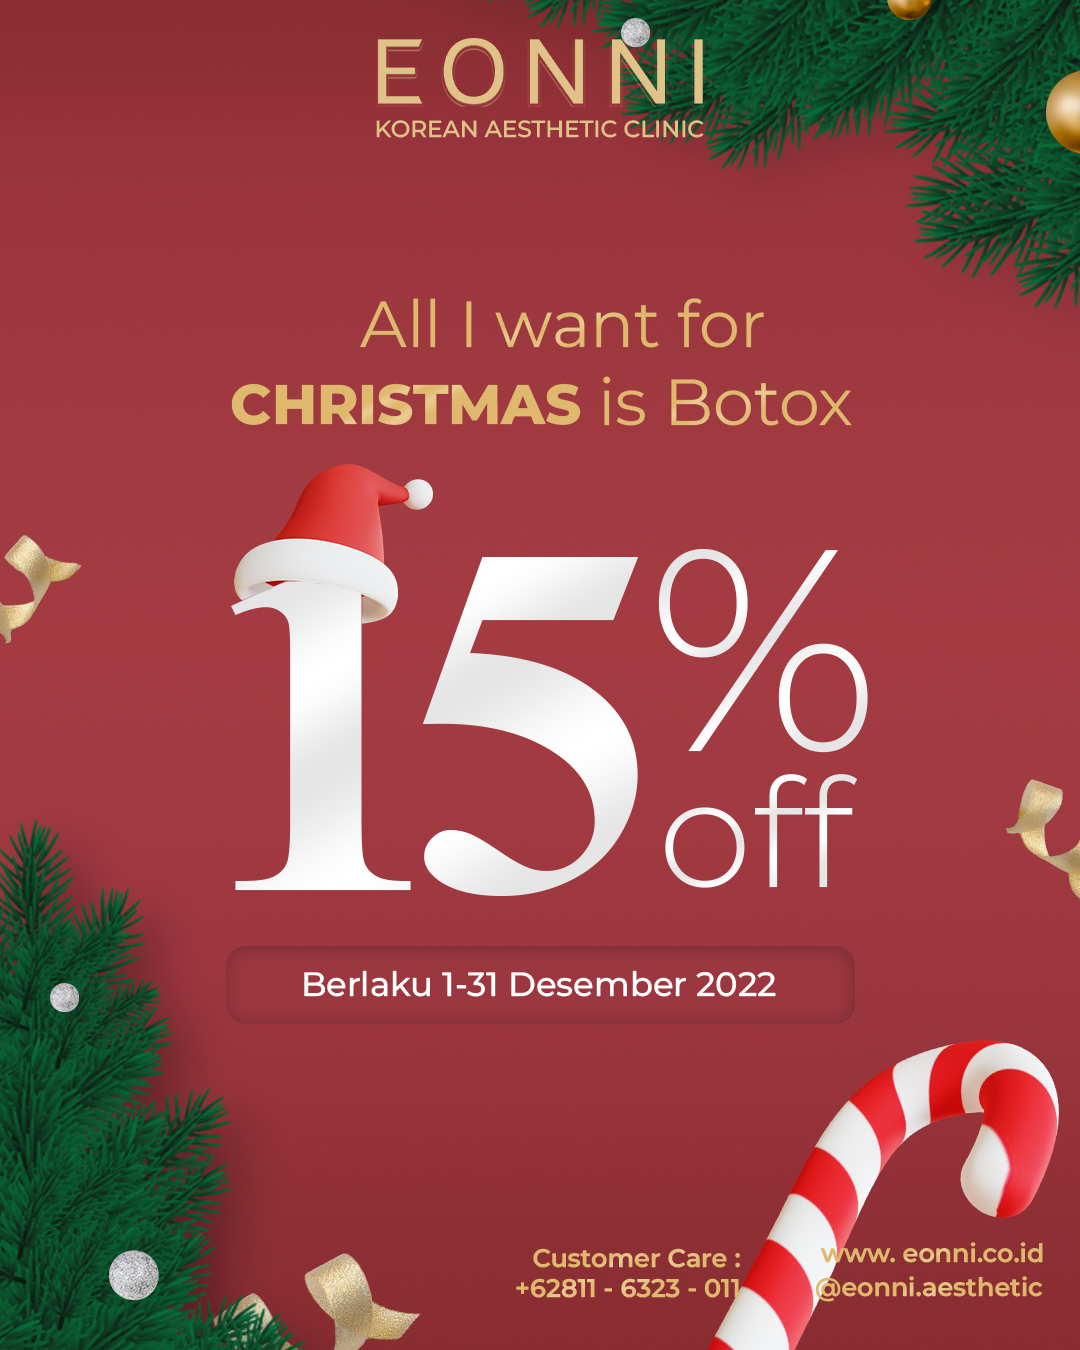 EONNI
KOREAN AESTHETIC CLINIC
All I want for
CHRISTMAS is Botox
15%
off
Berlaku 1-31 Desember 2022
Customer Care :
+62811 - 6323 - 011
www. eonni.co.id
@eonni.aesthetic